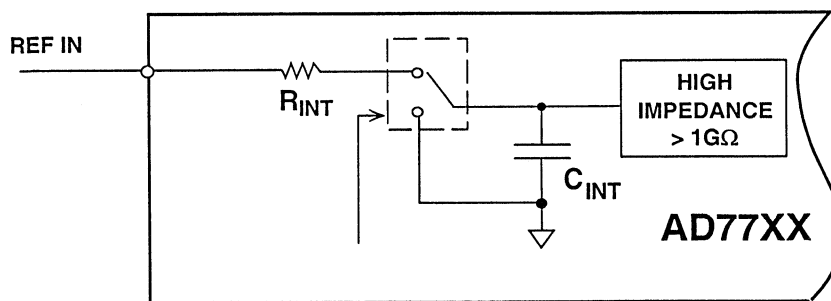 REF IN
RINT
HIGH
IMPEDANCE
> 1GΩ
CINT
AD77XX